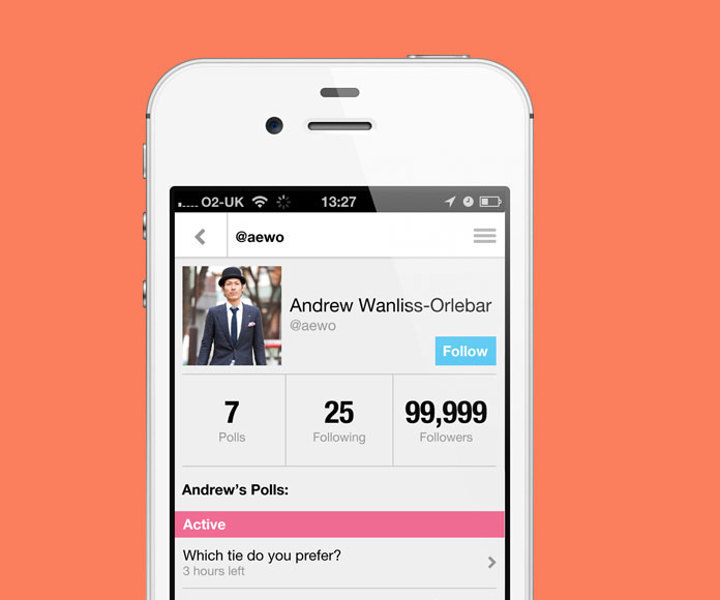 O2-UK 13:27
@aewo
Andrew Wanliss-Orlebar
@aewo
Follow
7 25 99,999
Polls Following Followers
Andrew's Polls:
Active
Which tie do you prefer?
3 hours left